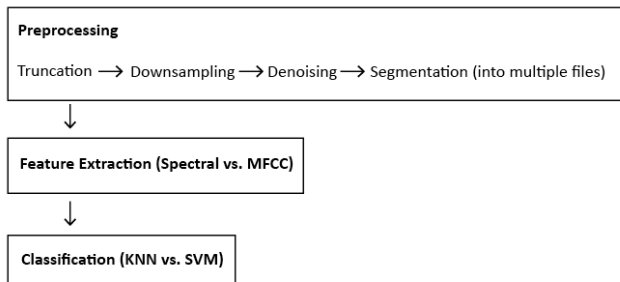 Preprocessing
Truncation → Downsampling → Denoising → Segmentation (into multiple files)
Feature Extraction (Spectral vs. MFCC)
Classification (KNN vs. SVM)